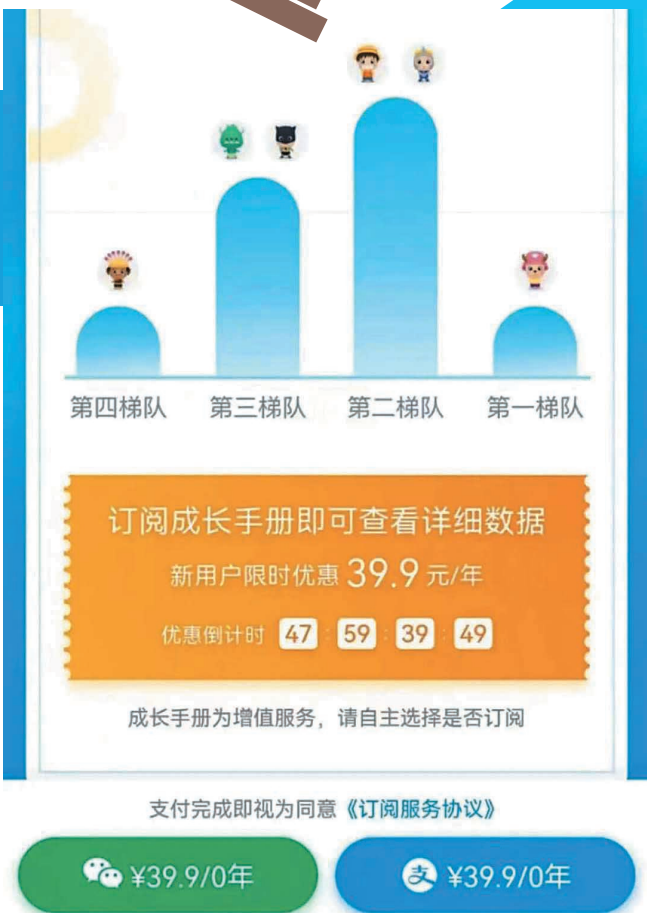 第四梯队 第三梯队 第二梯队 第一梯队
订阅成长手册即可查看详细数据
新用户限时优惠 39.9 元/年
优惠倒计时 47 : 59 : 39 : 49
成长手册为增值服务，请自主选择是否订阅
支付完成即视为同意《订阅服务协议》
¥39.9/0年 支 ¥39.9/0年